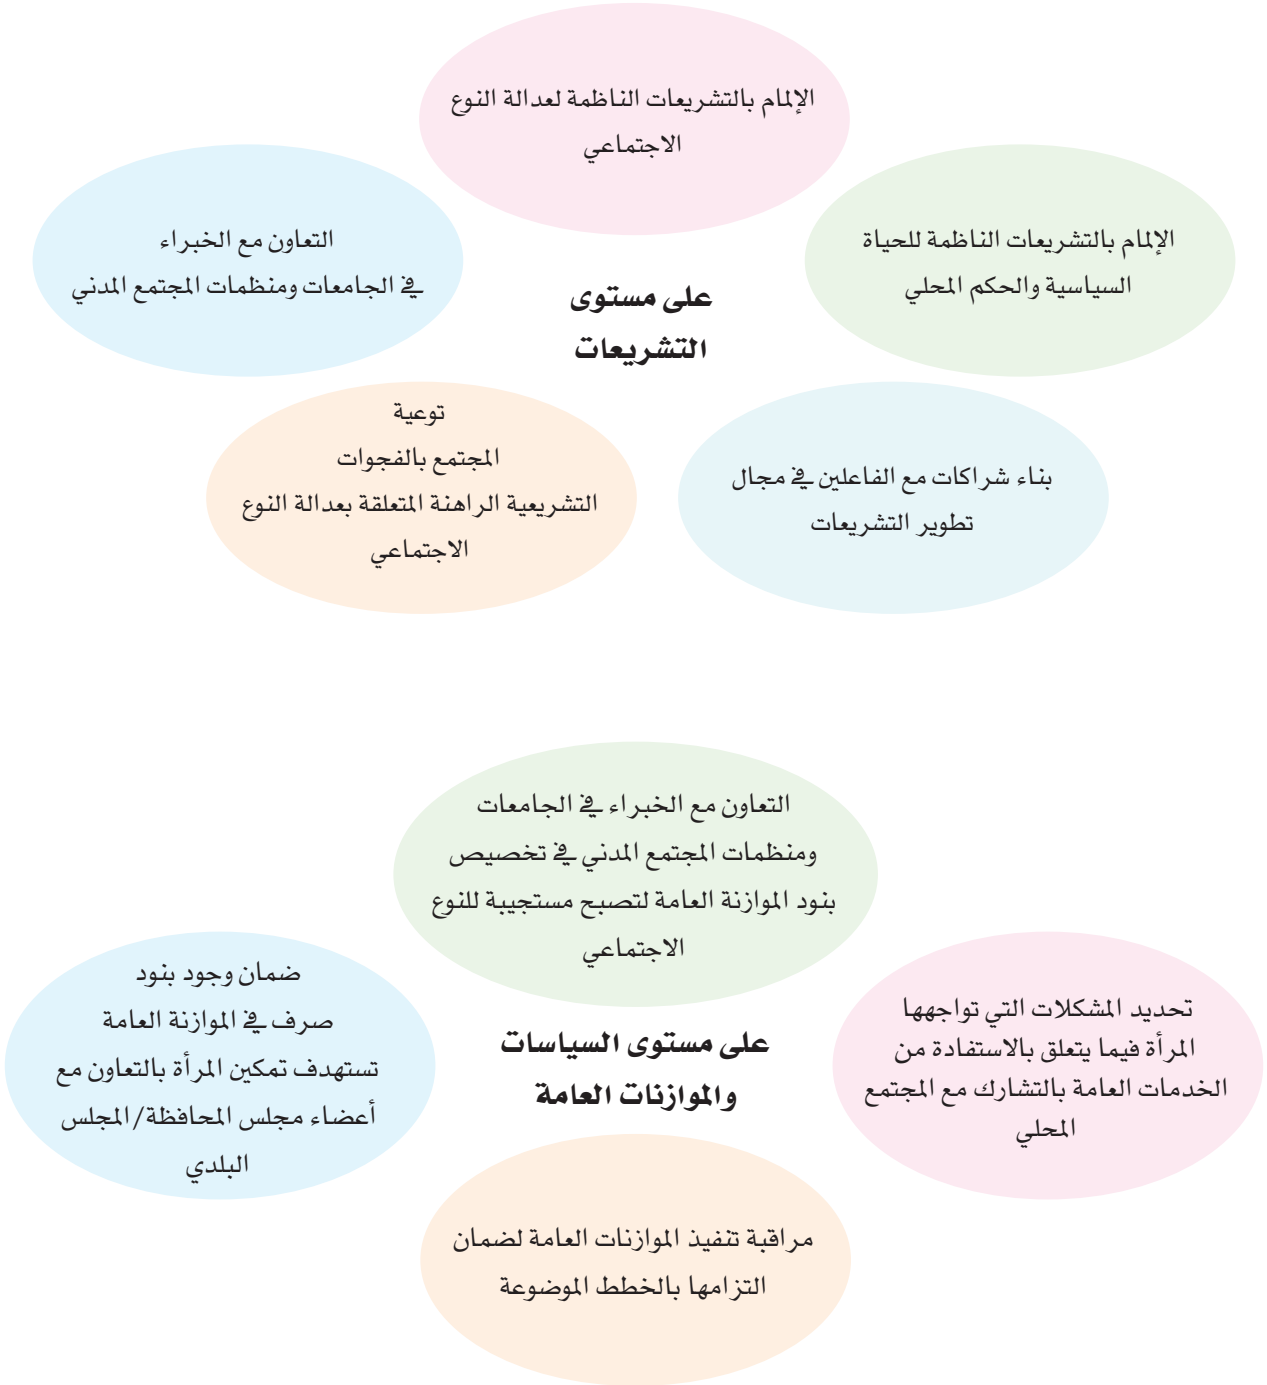 الإلمام بالتشريعات الناظمة لعدالة النوع
الاجتماعي
الإلمام بالتشريعات الناظمة للحياة
السياسية والحكم المحلي
التعاون مع الخبراء
في الجامعات ومنظمات المجتمع المدني
على مستوى
التشريعات
بناء شراكات مع الفاعلين في مجال
تطوير التشريعات
توعية
المجتمع بالفجوات
التشريعية الراهنة المتعلقة بعدالة النوع
الاجتماعي
التعاون مع الخبراء في الجامعات
ومنظمات المجتمع المدني في تخصيص
بنود الموازنة العامة لتصبح مستجيبة للنوع
الاجتماعي
تحديد المشكلات التي تواجهها
المرأة فيما يتعلق بالاستفادة من
الخدمات العامة بالتشارك مع المجتمع
المحلي
على مستوى السياسات
والموازنات العامة
ضمان وجود بنود
صرف في الموازنة العامة
تستهدف تمكين المرأة بالتعاون مع
أعضاء مجلس المحافظة/المجلس
البلدي
مراقبة تنفيذ الموازنات العامة لضمان
التزامها بالخطط الموضوعة